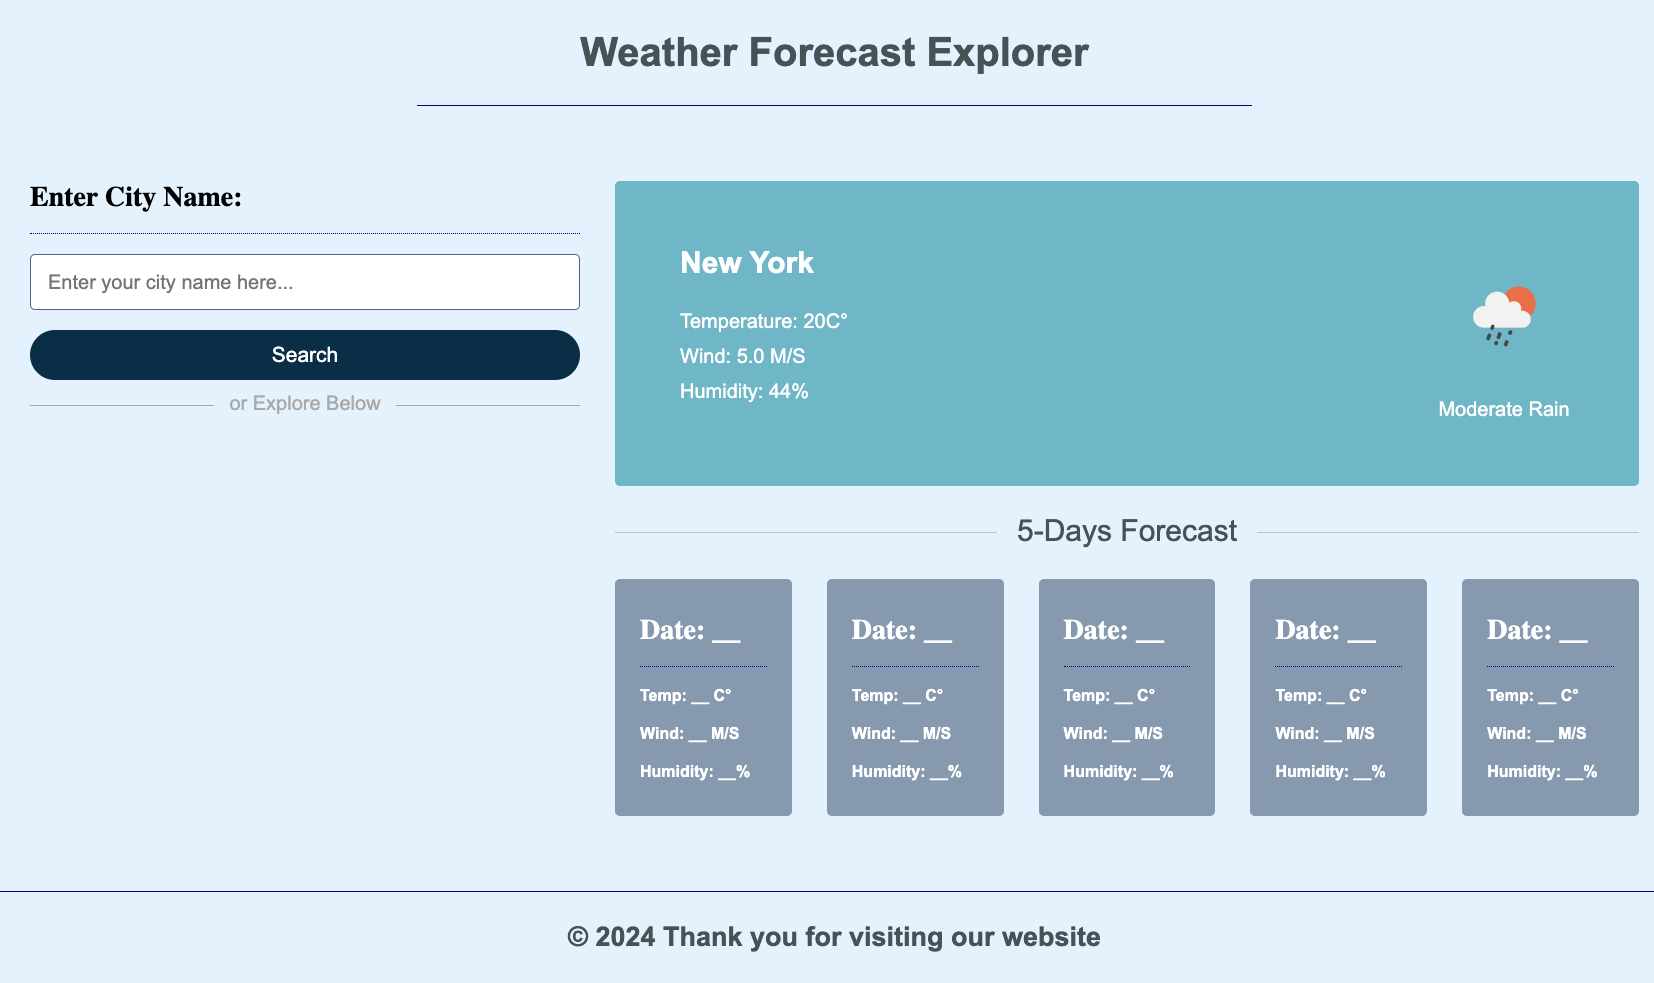 Weather Forecast Explorer
Enter City Name:
Enter your city name here...
Search
or Explore Below
New York
Temperature: 20C°
Wind: 5.0 M/S
Humidity: 44%
Moderate Rain
5-Days Forecast
Date: __
Temp: __ C°
Wind: __ M/S
Humidity: __%
Date: __
Temp: __ C°
Wind: __ M/S
Humidity: __%
Date: __
Temp: __ C°
Wind: __ M/S
Humidity: __%
Date: __
Temp: __ C°
Wind: __ M/S
Humidity: __%
Date: __
Temp: __ C°
Wind: __ M/S
Humidity: __%
© 2024 Thank you for visiting our website